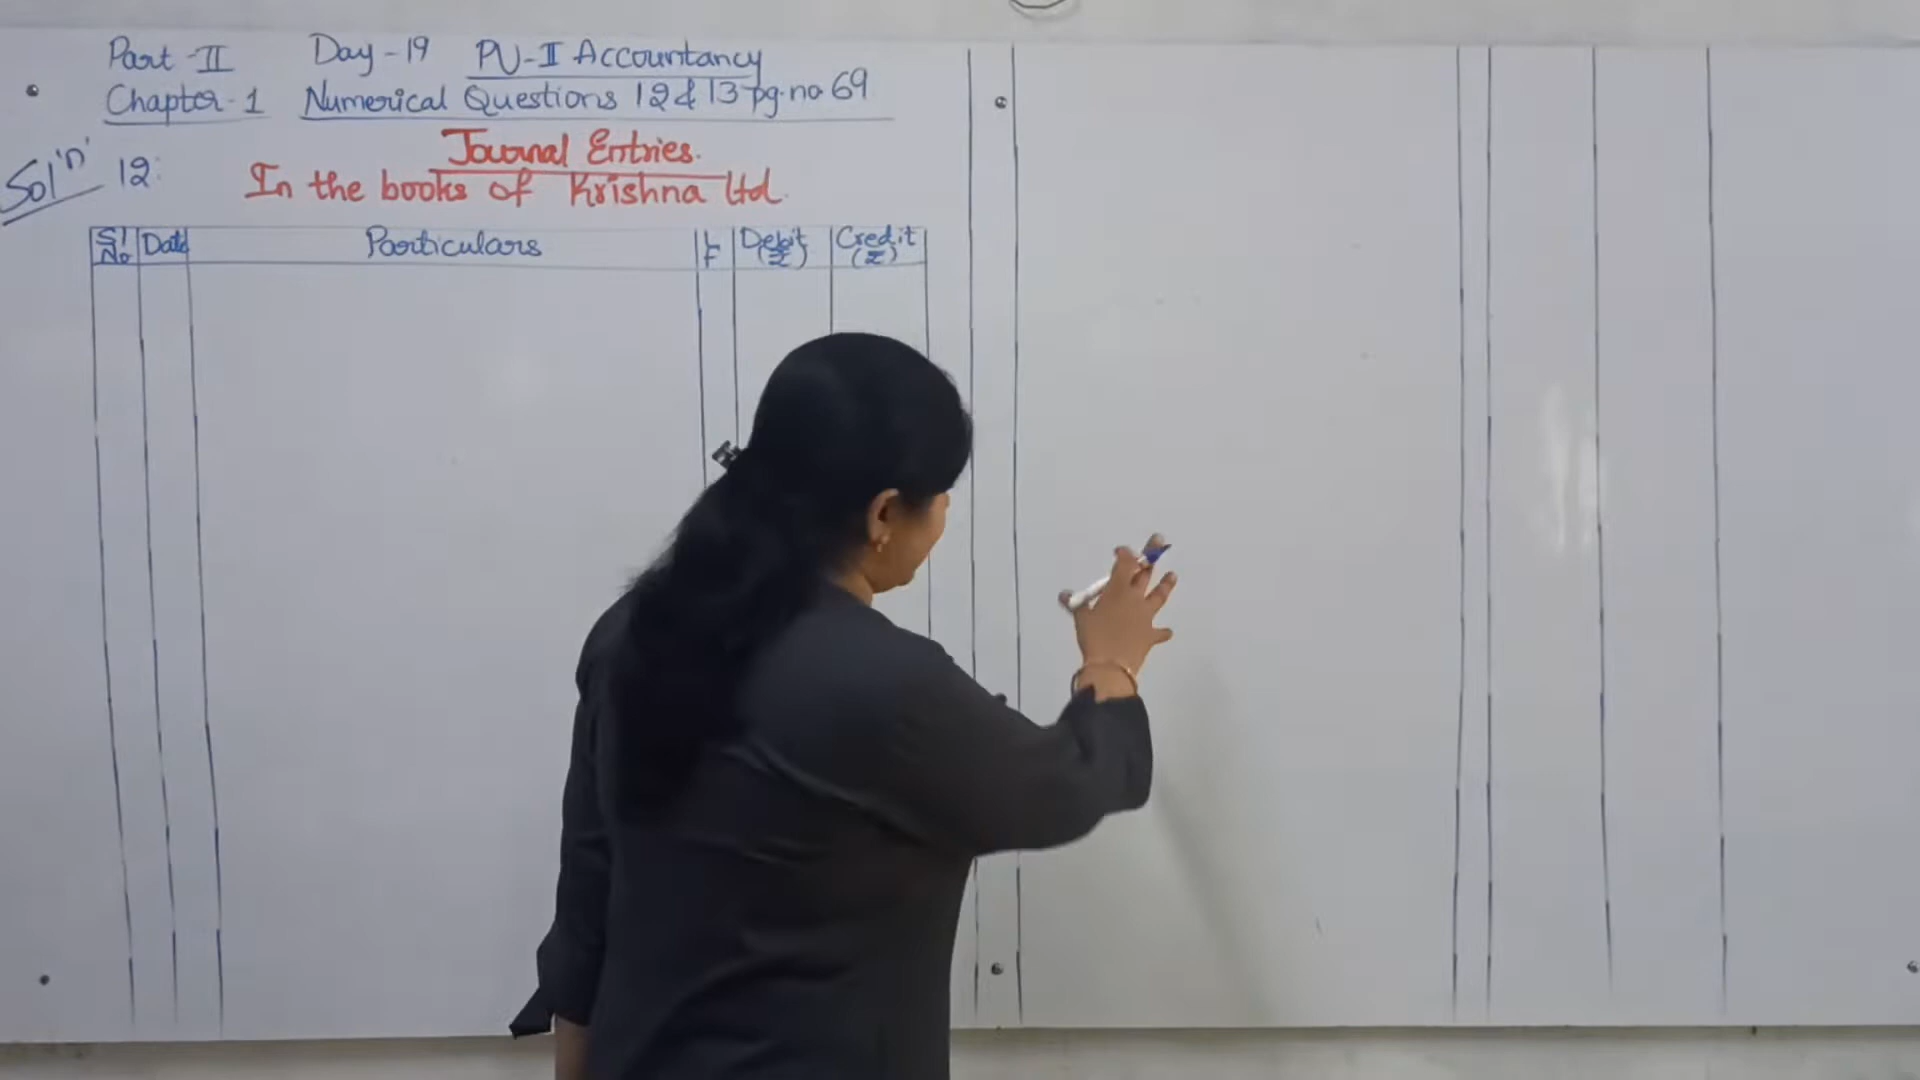 Part-II Day-19 PU-II Accountancy
Chapter-1 Numerical Questions 12 & 13 pg.no 69
Journal Entries.
Sol'n' 12: In the books of Krishna Ltd.
Sl No Date Particulars L F Debit (₹) Credit (₹)